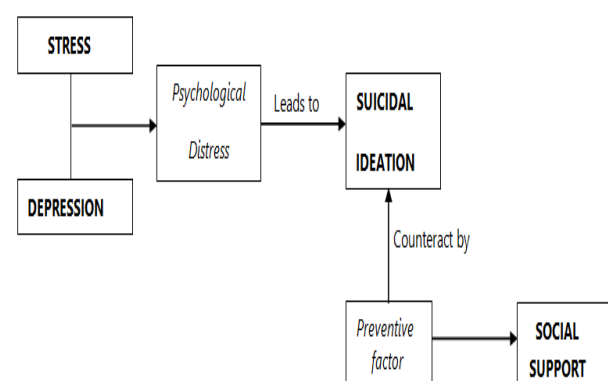 STRESS
Psychological
Distress
Leads to
SUICIDAL
IDEATION
DEPRESSION
Counteract by
Preventive
factor
SOCIAL
SUPPORT